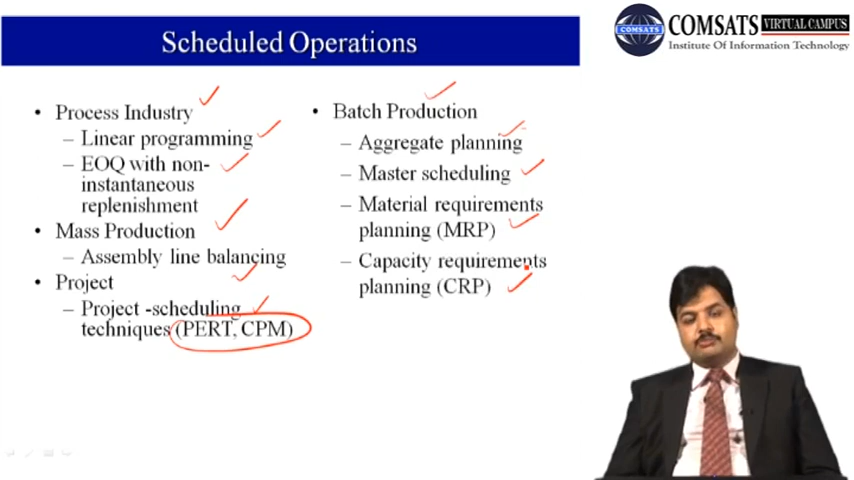 Scheduled Operations
COMSATS
COMSATS VIRTUAL CAMPUS
Institute Of Information Technology
• Process Industry
– Linear programming
– EOQ with non-
instantaneous
replenishment
• Mass Production
– Assembly line balancing
• Project
– Project -scheduling
techniques (PERT, CPM)
• Batch Production
– Aggregate planning
– Master scheduling
– Material requirements
planning (MRP)
– Capacity requirements
planning (CRP)